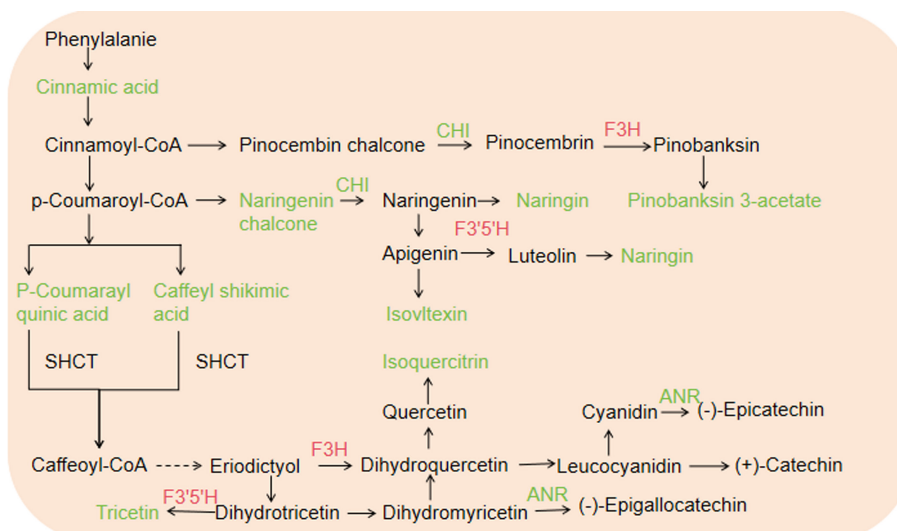 Phenylalanie
Cinnamic acid
CHI
F3H
Cinnamoyl-CoA
Pinocembin chalcone
Pinocembrin
Pinobanksin
CHI
p-Coumaroyl-CoA
Naringenin
chalcone
Naringenin
Naringin
Pinobanksin 3-acetate
F3'5'H
Apigenin
Luteolin
Naringin
P-Coumarayl
quinic acid
Caffeyl shikimic
acid
Isovltexin
SHCT
SHCT
Isoquercitrin
Quercetin
Cyanidin
ANR
(-)-Epicatechin
F3H
Caffeoyl-CoA
Eriodictyol
Dihydroquercetin
Leucocyanidin
(+)-Catechin
F3'5'H
ANR
Tricetin
Dihydrotricetin
Dihydromyricetin
(-)-Epigallocatechin